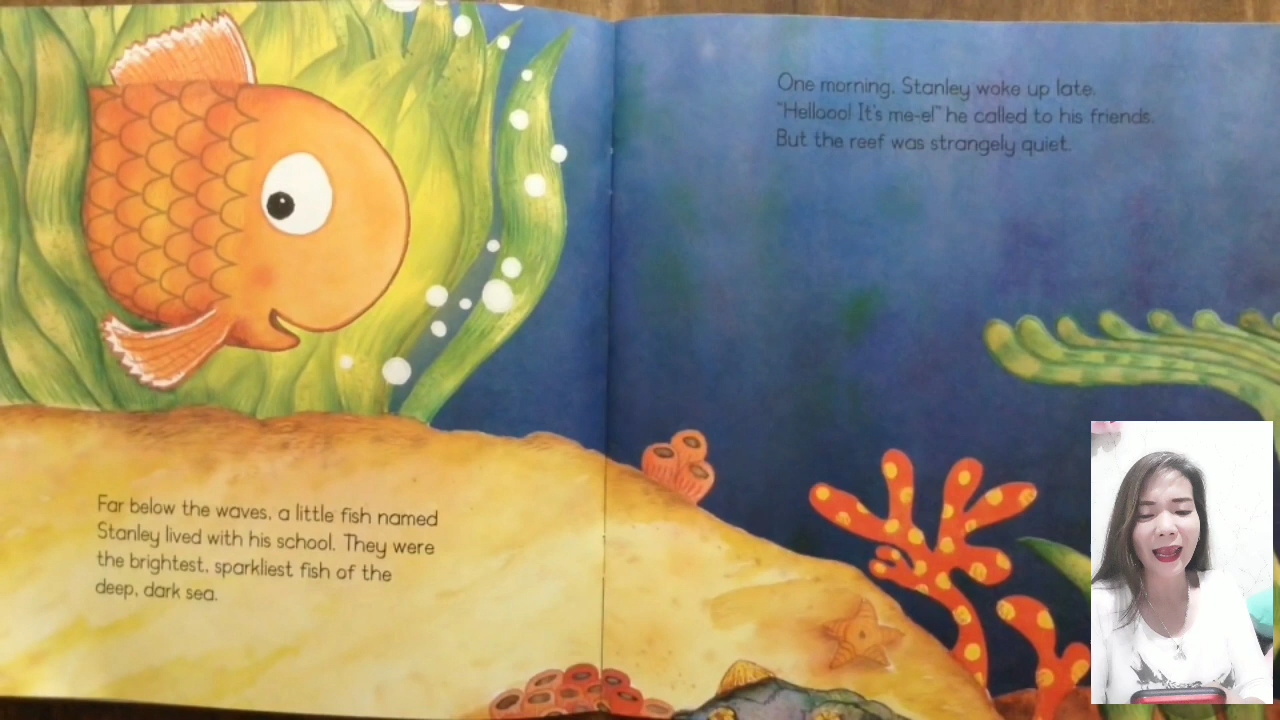 Far below the waves, a little fish named
Stanley lived with his school. They were
the brightest, sparkliest fish of the
deep, dark sea.
One morning, Stanley woke up late.
"Helloooo! It's me-e!" he called to his friends.
But the reef was strangely quiet.